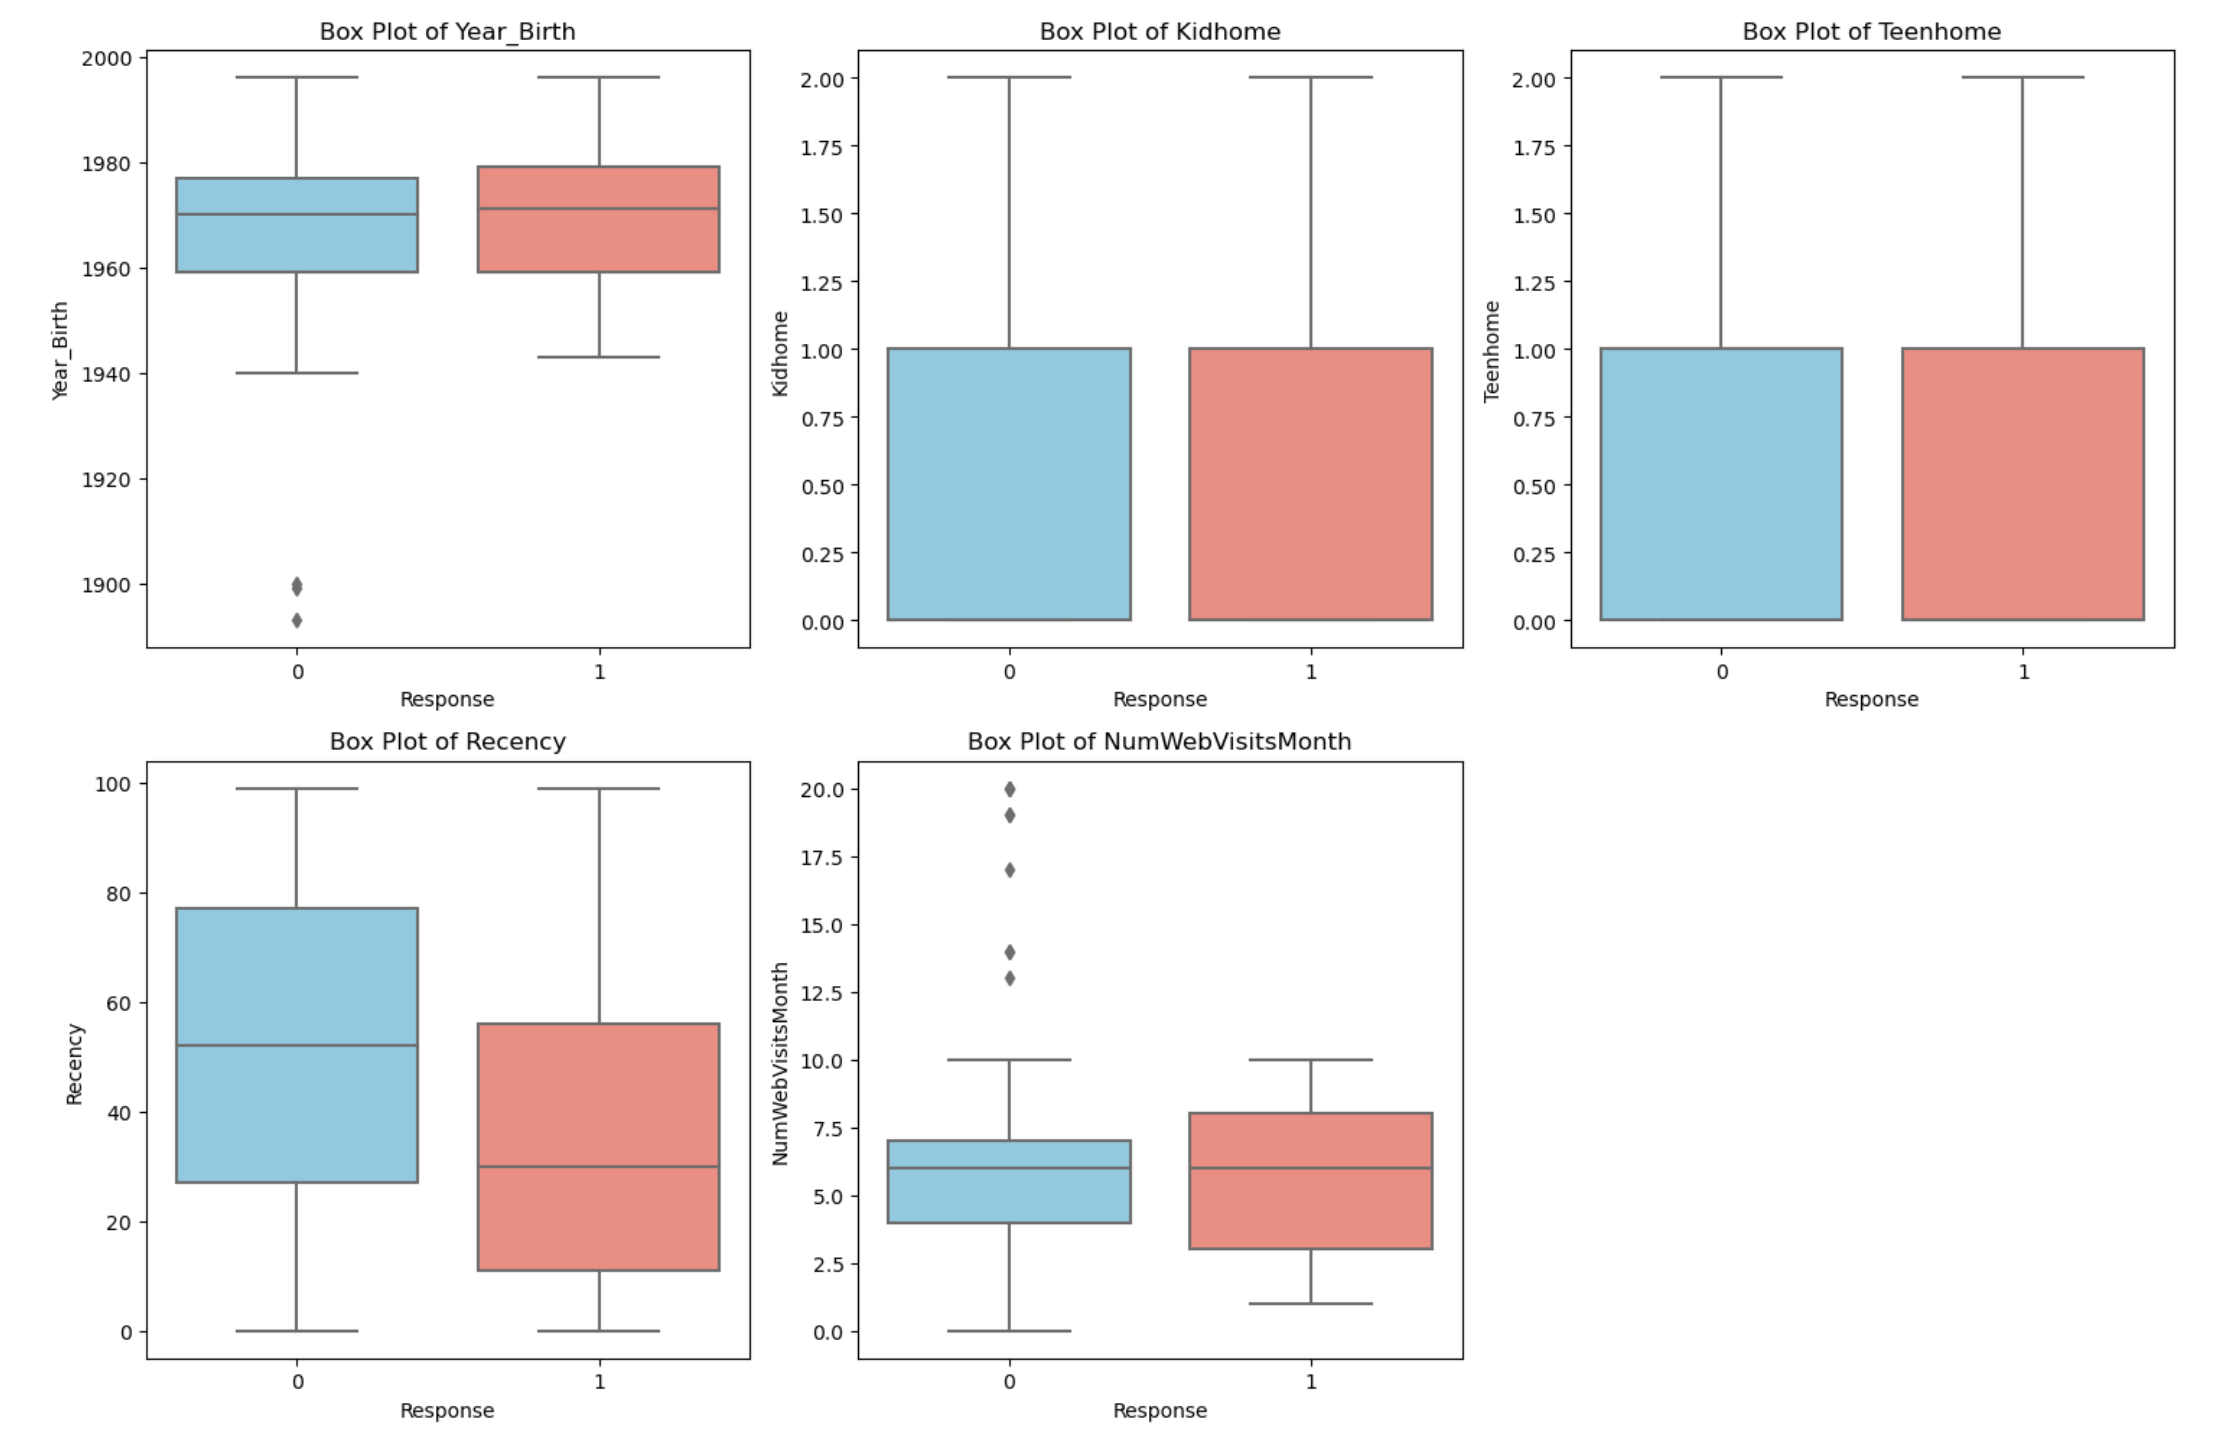 Box Plot of Year_Birth
2000
1980
1960
1940
1920
1900
Year_Birth
0 1
Response
Box Plot of Kidhome
2.00
1.75
1.50
1.25
1.00
0.75
0.50
0.25
0.00
Kidhome
0 1
Response
Box Plot of Teenhome
2.00
1.75
1.50
1.25
1.00
0.75
0.50
0.25
0.00
Teenhome
0 1
Response
Box Plot of Recency
100
80
60
40
20
0
Recency
0 1
Response
Box Plot of NumWebVisitsMonth
20.0
17.5
15.0
12.5
10.0
7.5
5.0
2.5
0.0
NumWebVisitsMonth
0 1
Response